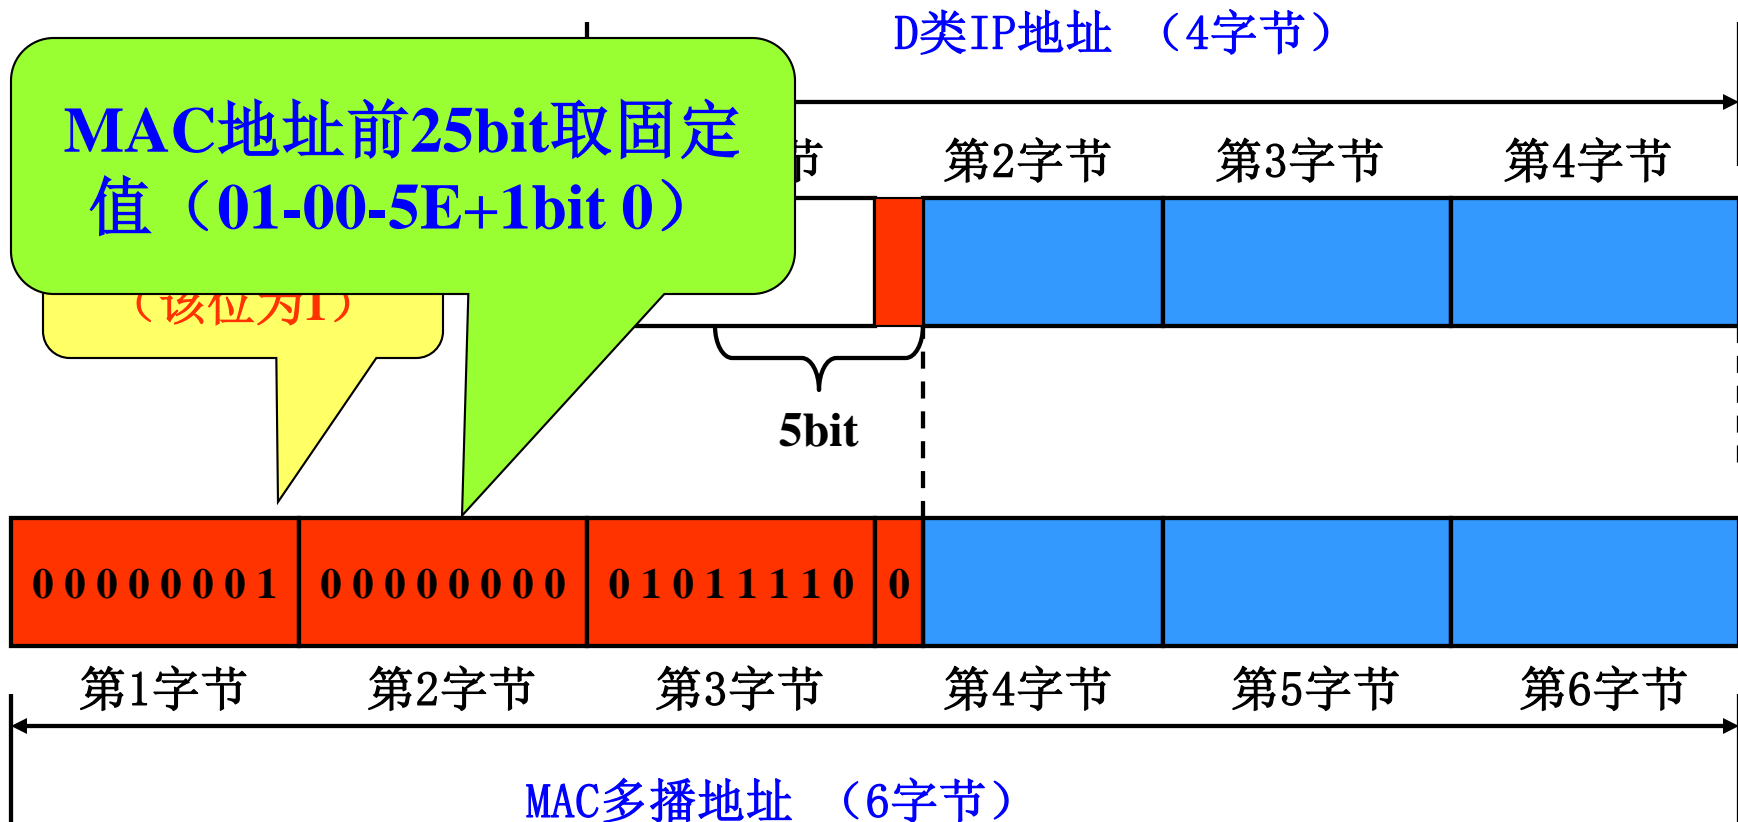 D类IP地址 （4字节）
MAC地址前25bit取固定
值（01-00-5E+1bit 0）
节 第2字节 第3字节 第4字节
（该位为1）
5bit
0 0 0 0 0 0 0 1 0 0 0 0 0 0 0 0 0 1 0 1 1 1 1 0 0
第1字节 第2字节 第3字节 第4字节 第5字节 第6字节
MAC多播地址 （6字节）